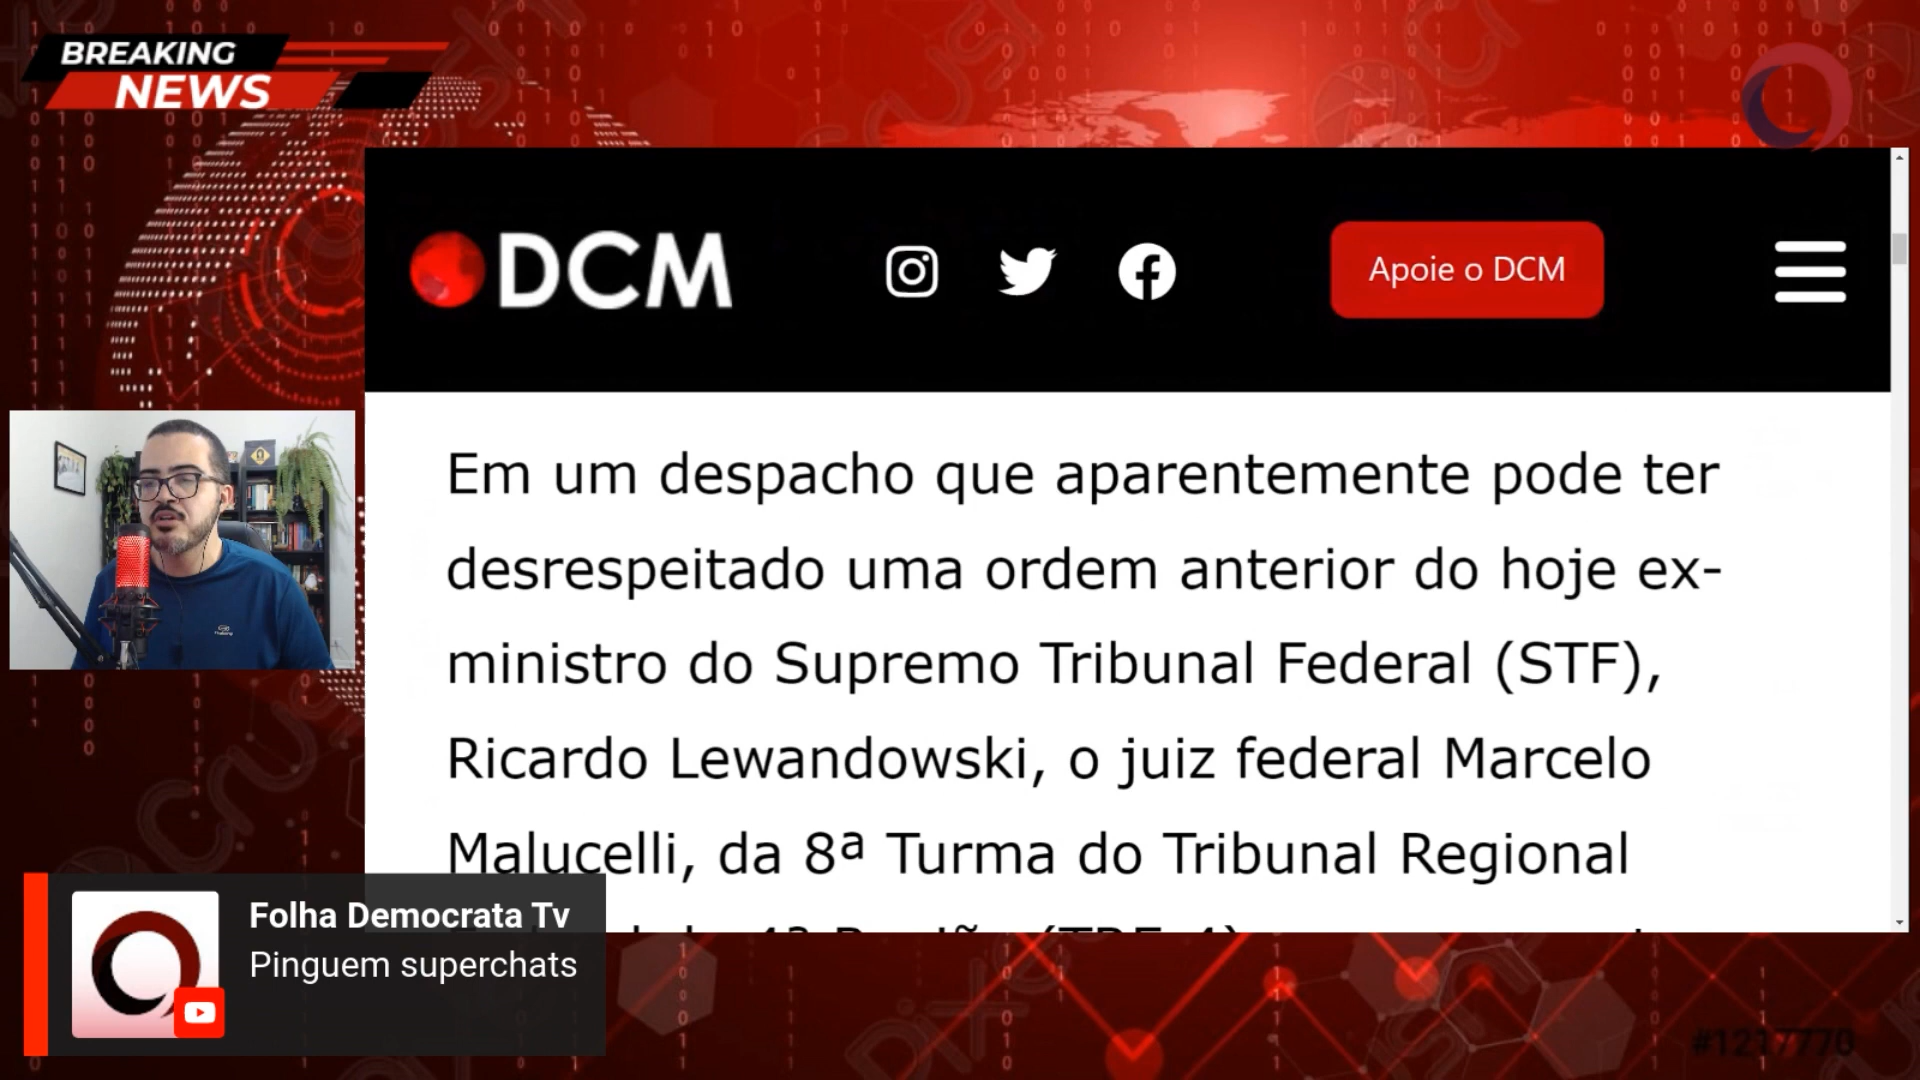 BREAKING
NEWS
DCM
Apoie o DCM
Em um despacho que aparentemente pode ter
desrespeitado uma ordem anterior do hoje ex-
ministro do Supremo Tribunal Federal (STF),
Ricardo Lewandowski, o juiz federal Marcelo
Malucelli, da 8ª Turma do Tribunal Regional
Folha Democrata Tv
Pinguem superchats
#1217770